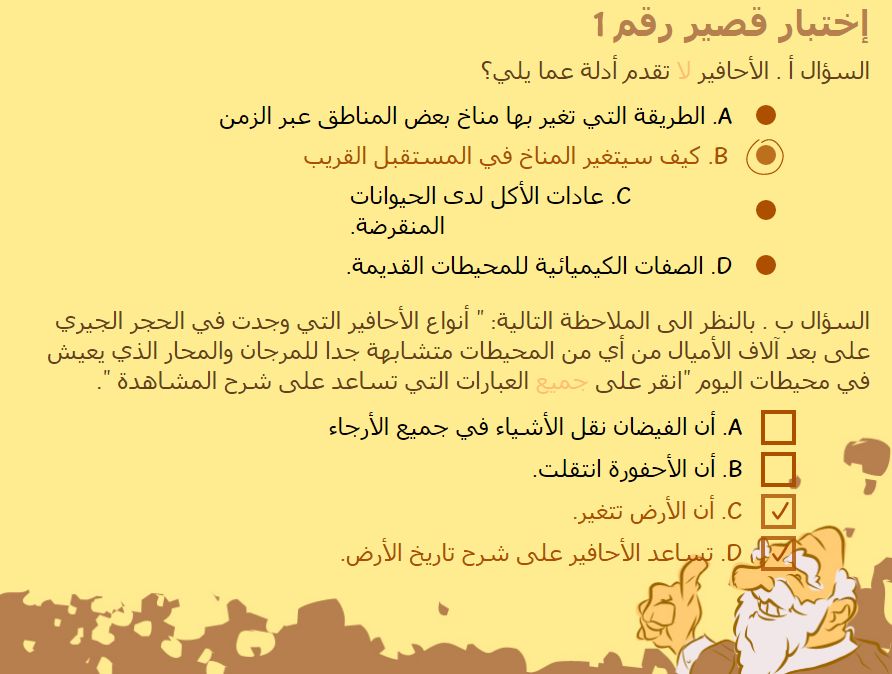 إختبار قصير رقم 1
السؤال أ . الأحافير لا تقدم أدلة عما يلي؟
A. الطريقة التي تغير بها مناخ بعض المناطق عبر الزمن
B. كيف سيتغير المناخ في المستقبل القريب
C. عادات الأكل لدى الحيوانات
المنقرضة.
D. الصفات الكيميائية للمحيطات القديمة.
السؤال ب . بالنظر الى الملاحظة التالية: " أنواع الأحافير التي وجدت في الحجر الجيري
على بعد آلاف الأميال من أي من المحيطات متشابهة جدا للمرجان والمحار الذي يعيش
في محيطات اليوم "انقر على جميع العبارات التي تساعد على شرح المشاهدة ".
A. أن الفيضان نقل الأشياء في جميع الأرجاء
B. أن الأحفورة انتقلت.
C. أن الأرض تتغير.
D. تساعد الأحافير على شرح تاريخ الأرض.